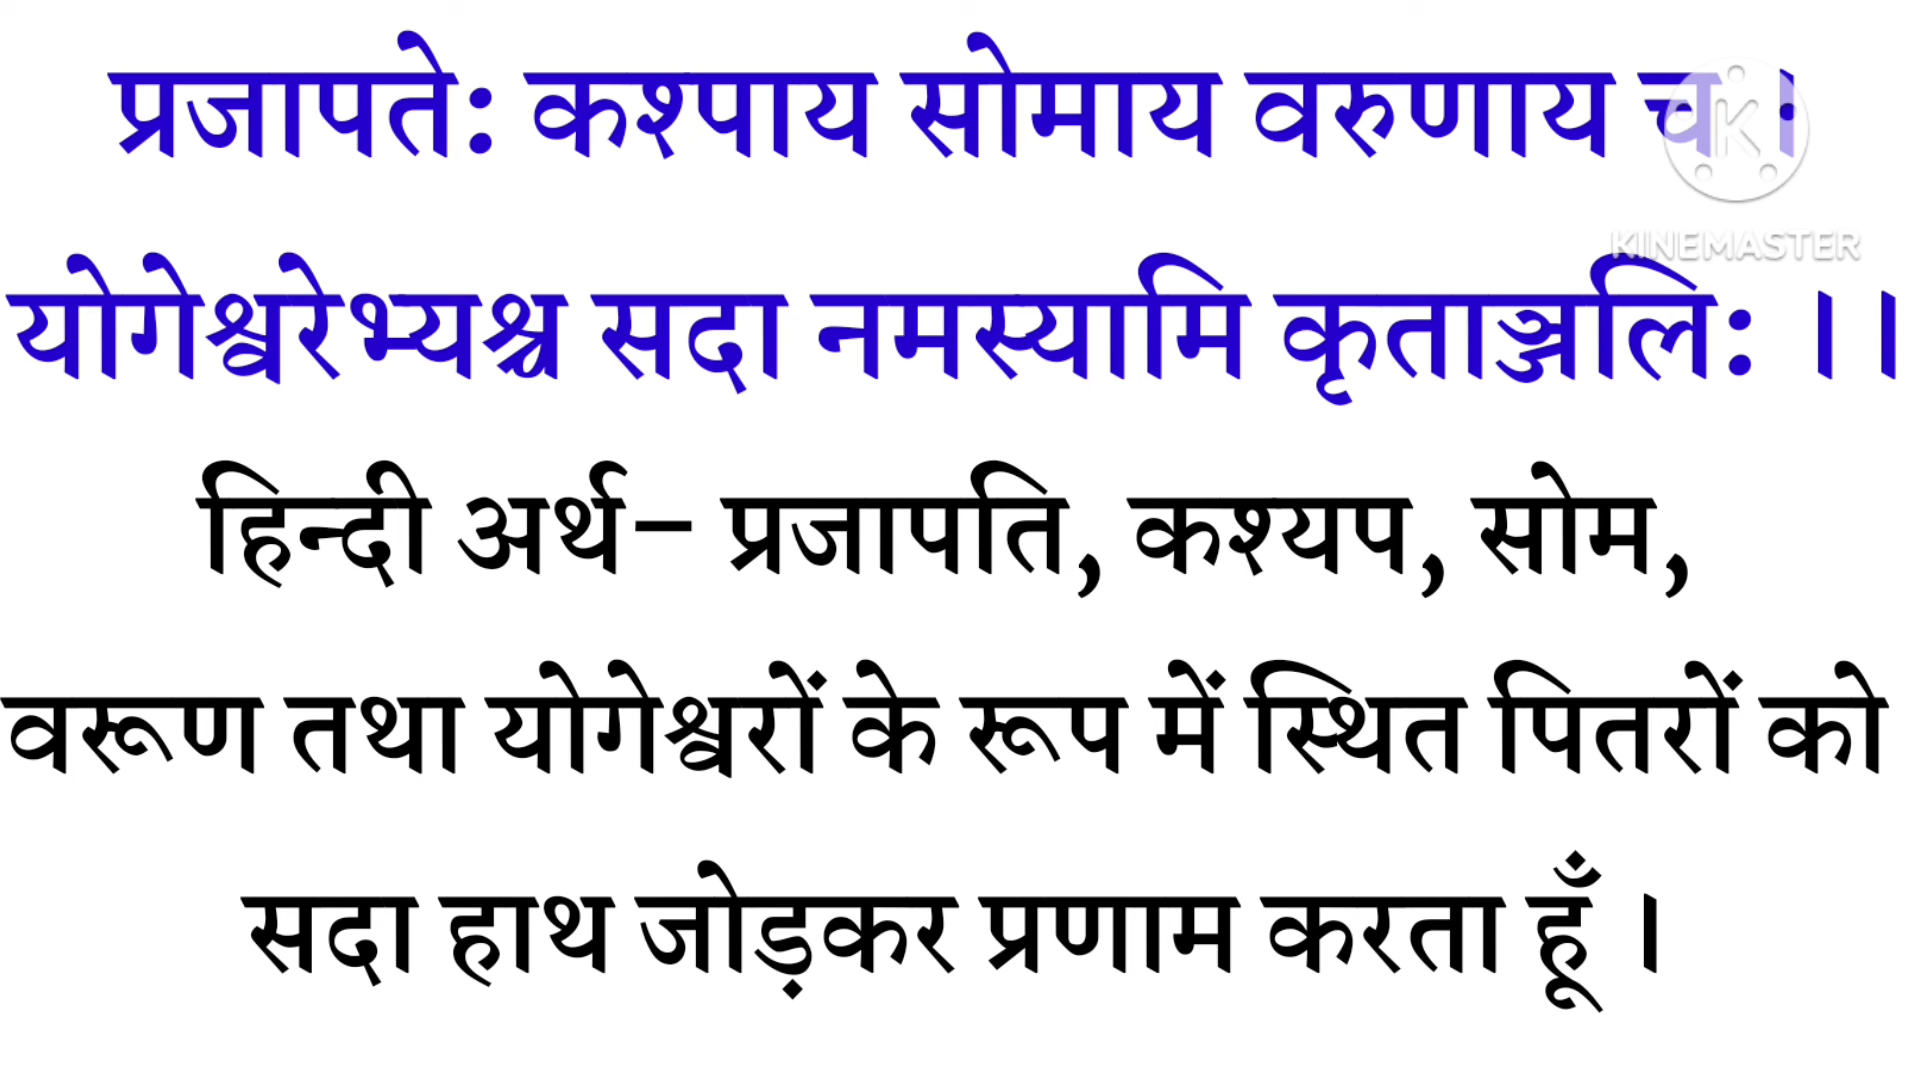 प्रजापतेः कश्पाय सोमाय वरुणाय च ।
KINEMASTER
योगेश्वरेभ्यश्च सदा नमस्यामि कृताञ्जलिः ।।
हिन्दी अर्थ- प्रजापति, कश्यप, सोम,
वरूण तथा योगेश्वरों के रूप में स्थित पितरों को
सदा हाथ जोड़कर प्रणाम करता हूँ ।